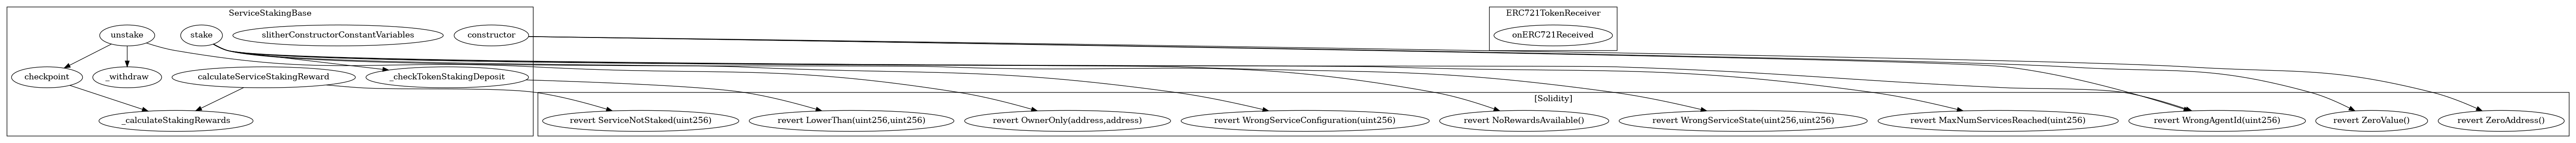 ServiceStakingBase
ERC721TokenReceiver
unstake
stake
slitherConstructorConstantVariables
constructor
onERC721Received
checkpoint
_withdraw
calculateServiceStakingReward
_checkTokenStakingDeposit
[Solidity]
_calculateStakingRewards
revert ServiceNotStaked(uint256)
revert LowerThan(uint256,uint256)
revert OwnerOnly(address,address)
revert WrongServiceConfiguration(uint256)
revert NoRewardsAvailable()
revert WrongServiceState(uint256,uint256)
revert MaxNumServicesReached(uint256)
revert WrongAgentId(uint256)
revert ZeroValue()
revert ZeroAddress()